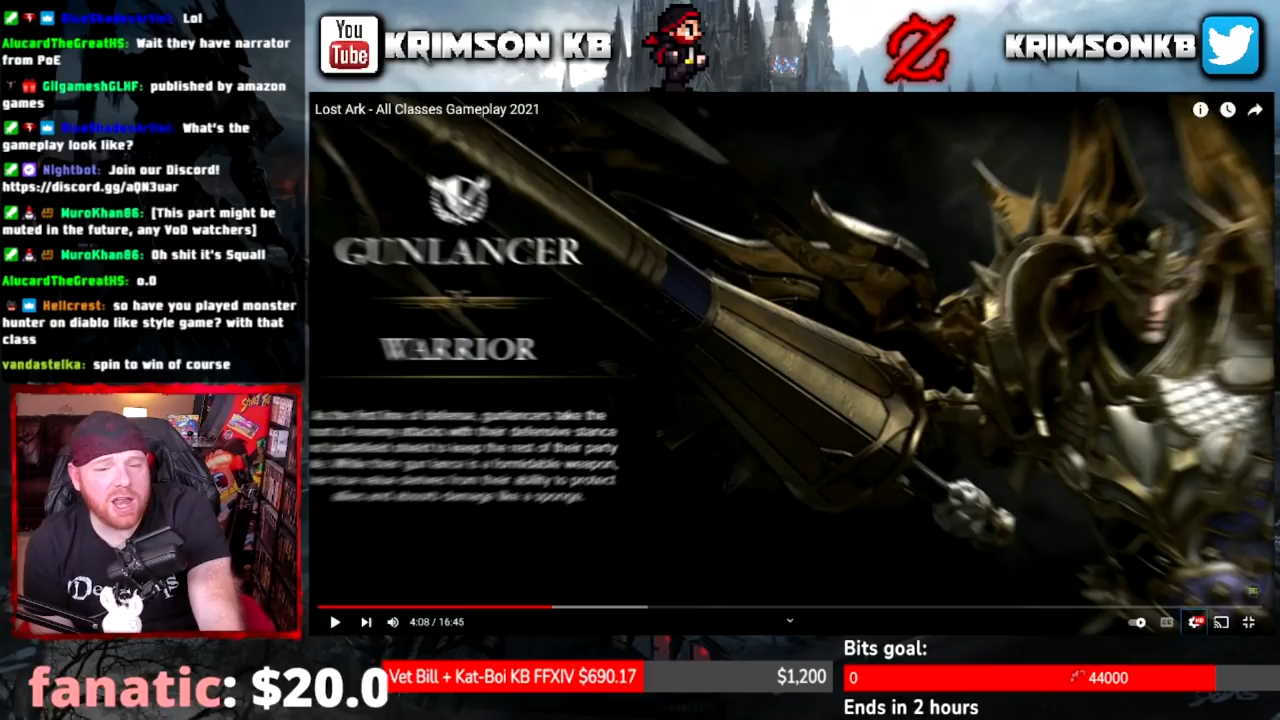 BlueShadowArtist: Lol
AlucardTheGreatHS: Wait they have narrator
from PoE
GilgameshGLHF: published by amazon
games
BlueShadowArtist: What's the
gameplay look like?
Nightbot: Join our Discord!
https://discord.gg/aQN3uar
MuroKhan86: [This part might be
muted in the future, any VoD watchers]
MuroKhan86: Oh shit it's Squall
AlucardTheGreatHS: o.O
Hellcrest: so have you played monster
hunter on diablo like style game? with that
class
vandastelka: spin to win of course
You
Tube
KRIMSON KB
KRIMSONKB
Lost Ark - All Classes Gameplay 2021
GUNLANCER
WARRIOR
4:08 / 16:45
fanatic: $20.0
Vet Bill + Kat-Boi KB FFXIV $690.17
$1,200
Bits goal:
0
44000
Ends in 2 hours